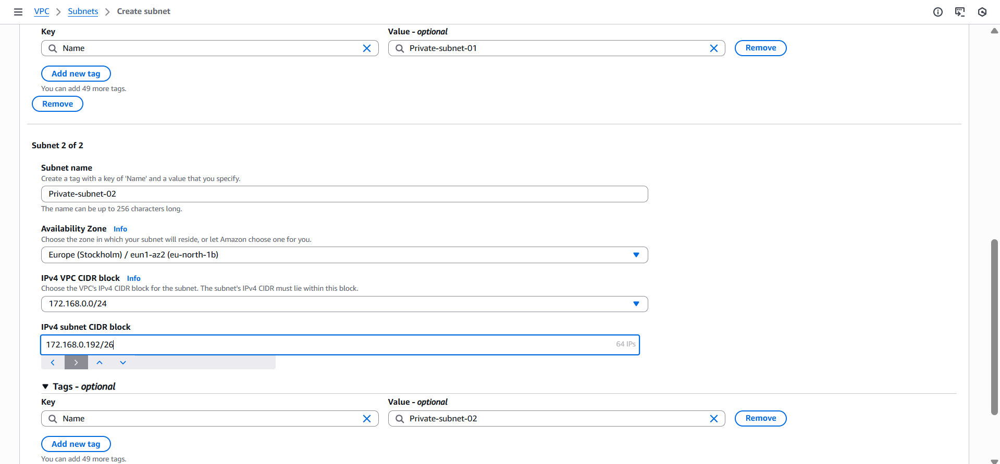 VPC > Subnets > Create subnet
Key Value - optional
Name Private-subnet-01 Remove
Add new tag
You can add 49 more tags.
Remove
Subnet 2 of 2
Subnet name
Create a tag with a key of 'Name' and a value that you specify.
Private-subnet-02
The name can be up to 256 characters long.
Availability Zone Info
Choose the zone in which your subnet will reside, or let Amazon choose one for you.
Europe (Stockholm) / eun1-az2 (eu-north-1b)
IPv4 VPC CIDR block Info
Choose the VPC's IPv4 CIDR block for the subnet. The subnet's IPv4 CIDR must lie within this block.
172.168.0.0/24
IPv4 subnet CIDR block
172.168.0.192/26 64 IPs
Tags - optional
Key Value - optional
Name Private-subnet-02 Remove
Add new tag
You can add 49 more tags.